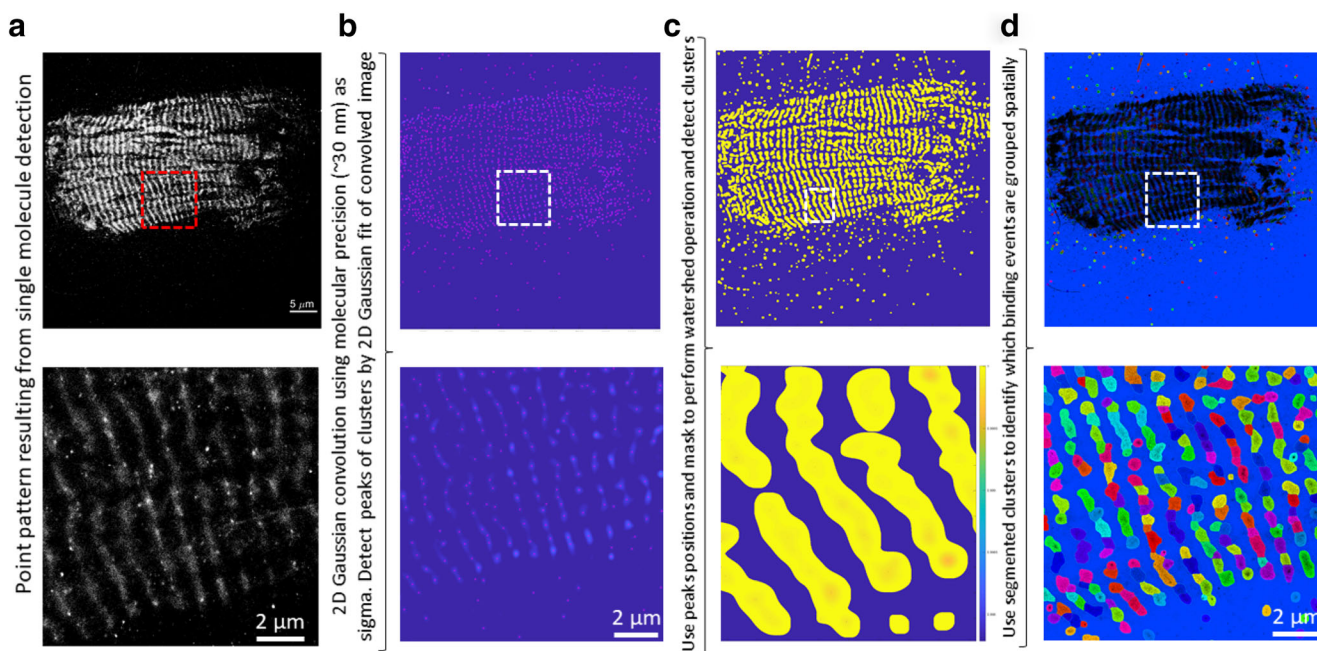 a
Point pattern resulting from single molecule detection
5 µm
2 µm
b
2D Gaussian convolution using molecular precision (~30 nm) as
sigma. Detect peaks of clusters by 2D Gaussian fit of convolved image
2 µm
c
Use peaks positions and mask to perform watershed operation and detect clusters
d
Use segmented clusters to identify which binding events are grouped spatially
2 µm